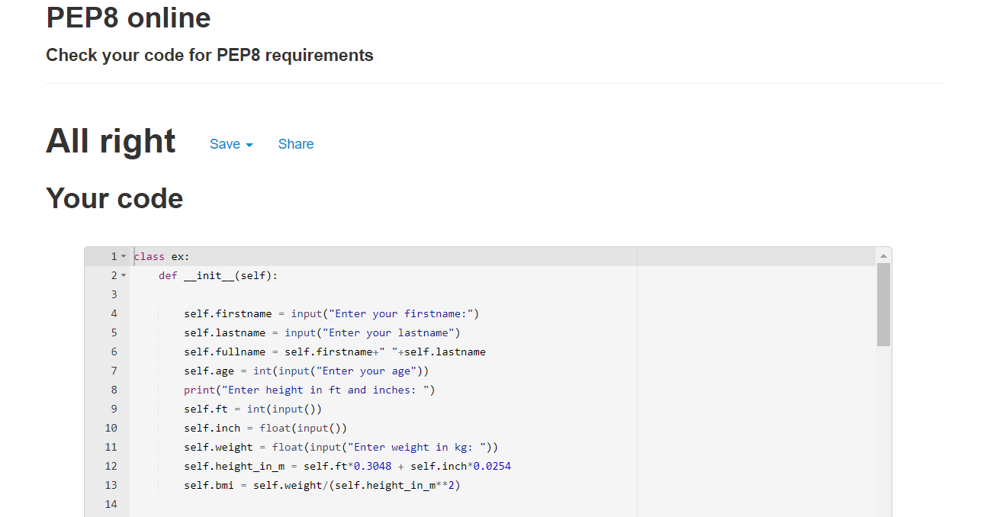 PEP8 online
Check your code for PEP8 requirements
All right Save Share
Your code
1 class ex:
2 def __init__(self):
3
4 self.firstname = input("Enter your firstname:")
5 self.lastname = input("Enter your lastname")
6 self.fullname = self.firstname+" "+self.lastname
7 self.age = int(input("Enter your age"))
8 print("Enter height in ft and inches: ")
9 self.ft = int(input())
10 self.inch = float(input())
11 self.weight = float(input("Enter weight in kg: "))
12 self.height_in_m = self.ft*0.3048 + self.inch*0.0254
13 self.bmi = self.weight/(self.height_in_m**2)
14